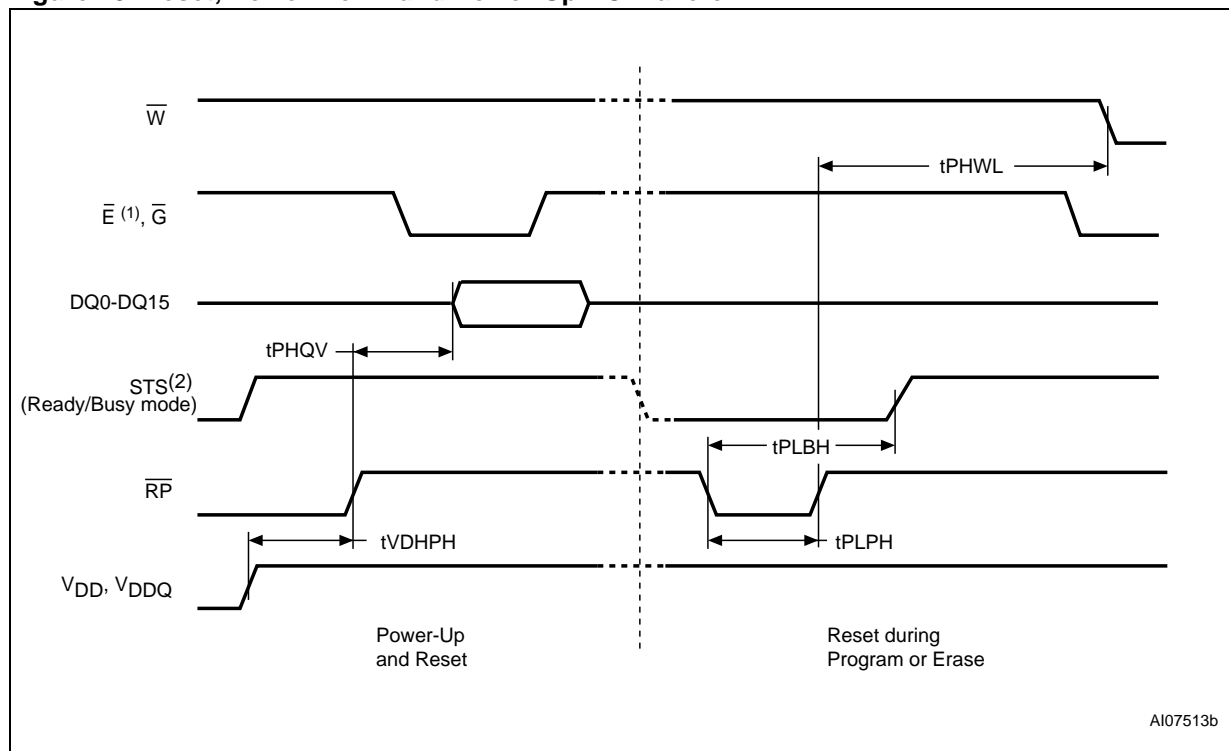 W
tPHWL
E (1), G
DQ0-DQ15
tPHQV
STS(2)
(Ready/Busy mode)
tPLBH
RP
tVDHPH
tPLPH
VDD, VDDQ
Power-Up
and Reset
Reset during
Program or Erase
AI07513b